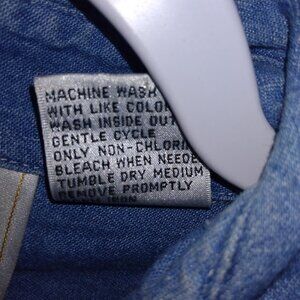 MACHINE WASH
WITH LIKE COLO
WASH INSIDE OUT
GENTLE CYCLE
ONLY NON-CHLORI
BLEACH WHEN NEEDE
TUMBLE DRY MEDIUM
REMOVE PROMPTLY